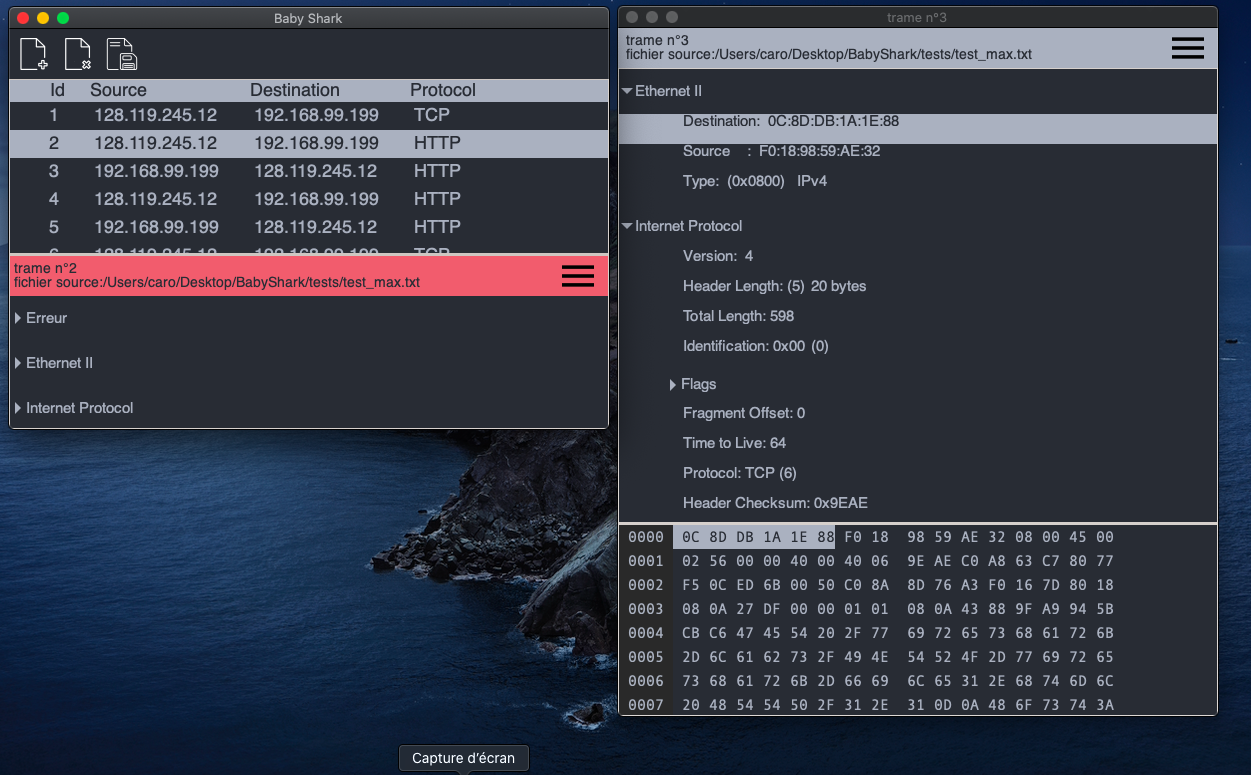 Baby Shark
Id Source Destination Protocol
1 128.119.245.12 192.168.99.199 TCP
2 128.119.245.12 192.168.99.199 HTTP
3 192.168.99.199 128.119.245.12 HTTP
4 128.119.245.12 192.168.99.199 HTTP
5 192.168.99.199 128.119.245.12 HTTP
6 128.119.245.12 192.168.99.199 TCP
trame n°2
fichier source:/Users/caro/Desktop/BabyShark/tests/test_max.txt
Erreur
Ethernet II
Internet Protocol
trame n°3
trame n°3
fichier source:/Users/caro/Desktop/BabyShark/tests/test_max.txt
Ethernet II
Destination: 0C:8D:DB:1A:1E:88
Source : F0:18:98:59:AE:32
Type: (0x0800) IPv4
Internet Protocol
Version: 4
Header Length: (5) 20 bytes
Total Length: 598
Identification: 0x00 (0)
Flags
Fragment Offset: 0
Time to Live: 64
Protocol: TCP (6)
Header Checksum: 0x9EAE
0000 0C 8D DB 1A 1E 88 F0 18 98 59 AE 32 08 00 45 00
0001 02 56 00 00 40 00 40 06 9E AE C0 A8 63 C7 80 77
0002 F5 0C ED 6B 00 50 C0 8A 8D 76 A3 F0 16 7D 80 18
0003 08 0A 27 DF 00 00 01 01 08 0A 43 88 9F A9 94 5B
0004 CB C6 47 45 54 20 2F 77 69 72 65 73 68 61 72 6B
0005 2D 6C 61 62 73 2F 49 4E 54 52 4F 2D 77 69 72 65
0006 73 68 61 72 6B 2D 66 69 6C 65 31 2E 68 74 6D 6C
0007 20 48 54 54 50 2F 31 2E 31 0D 0A 48 6F 73 74 3A
Capture d'écran